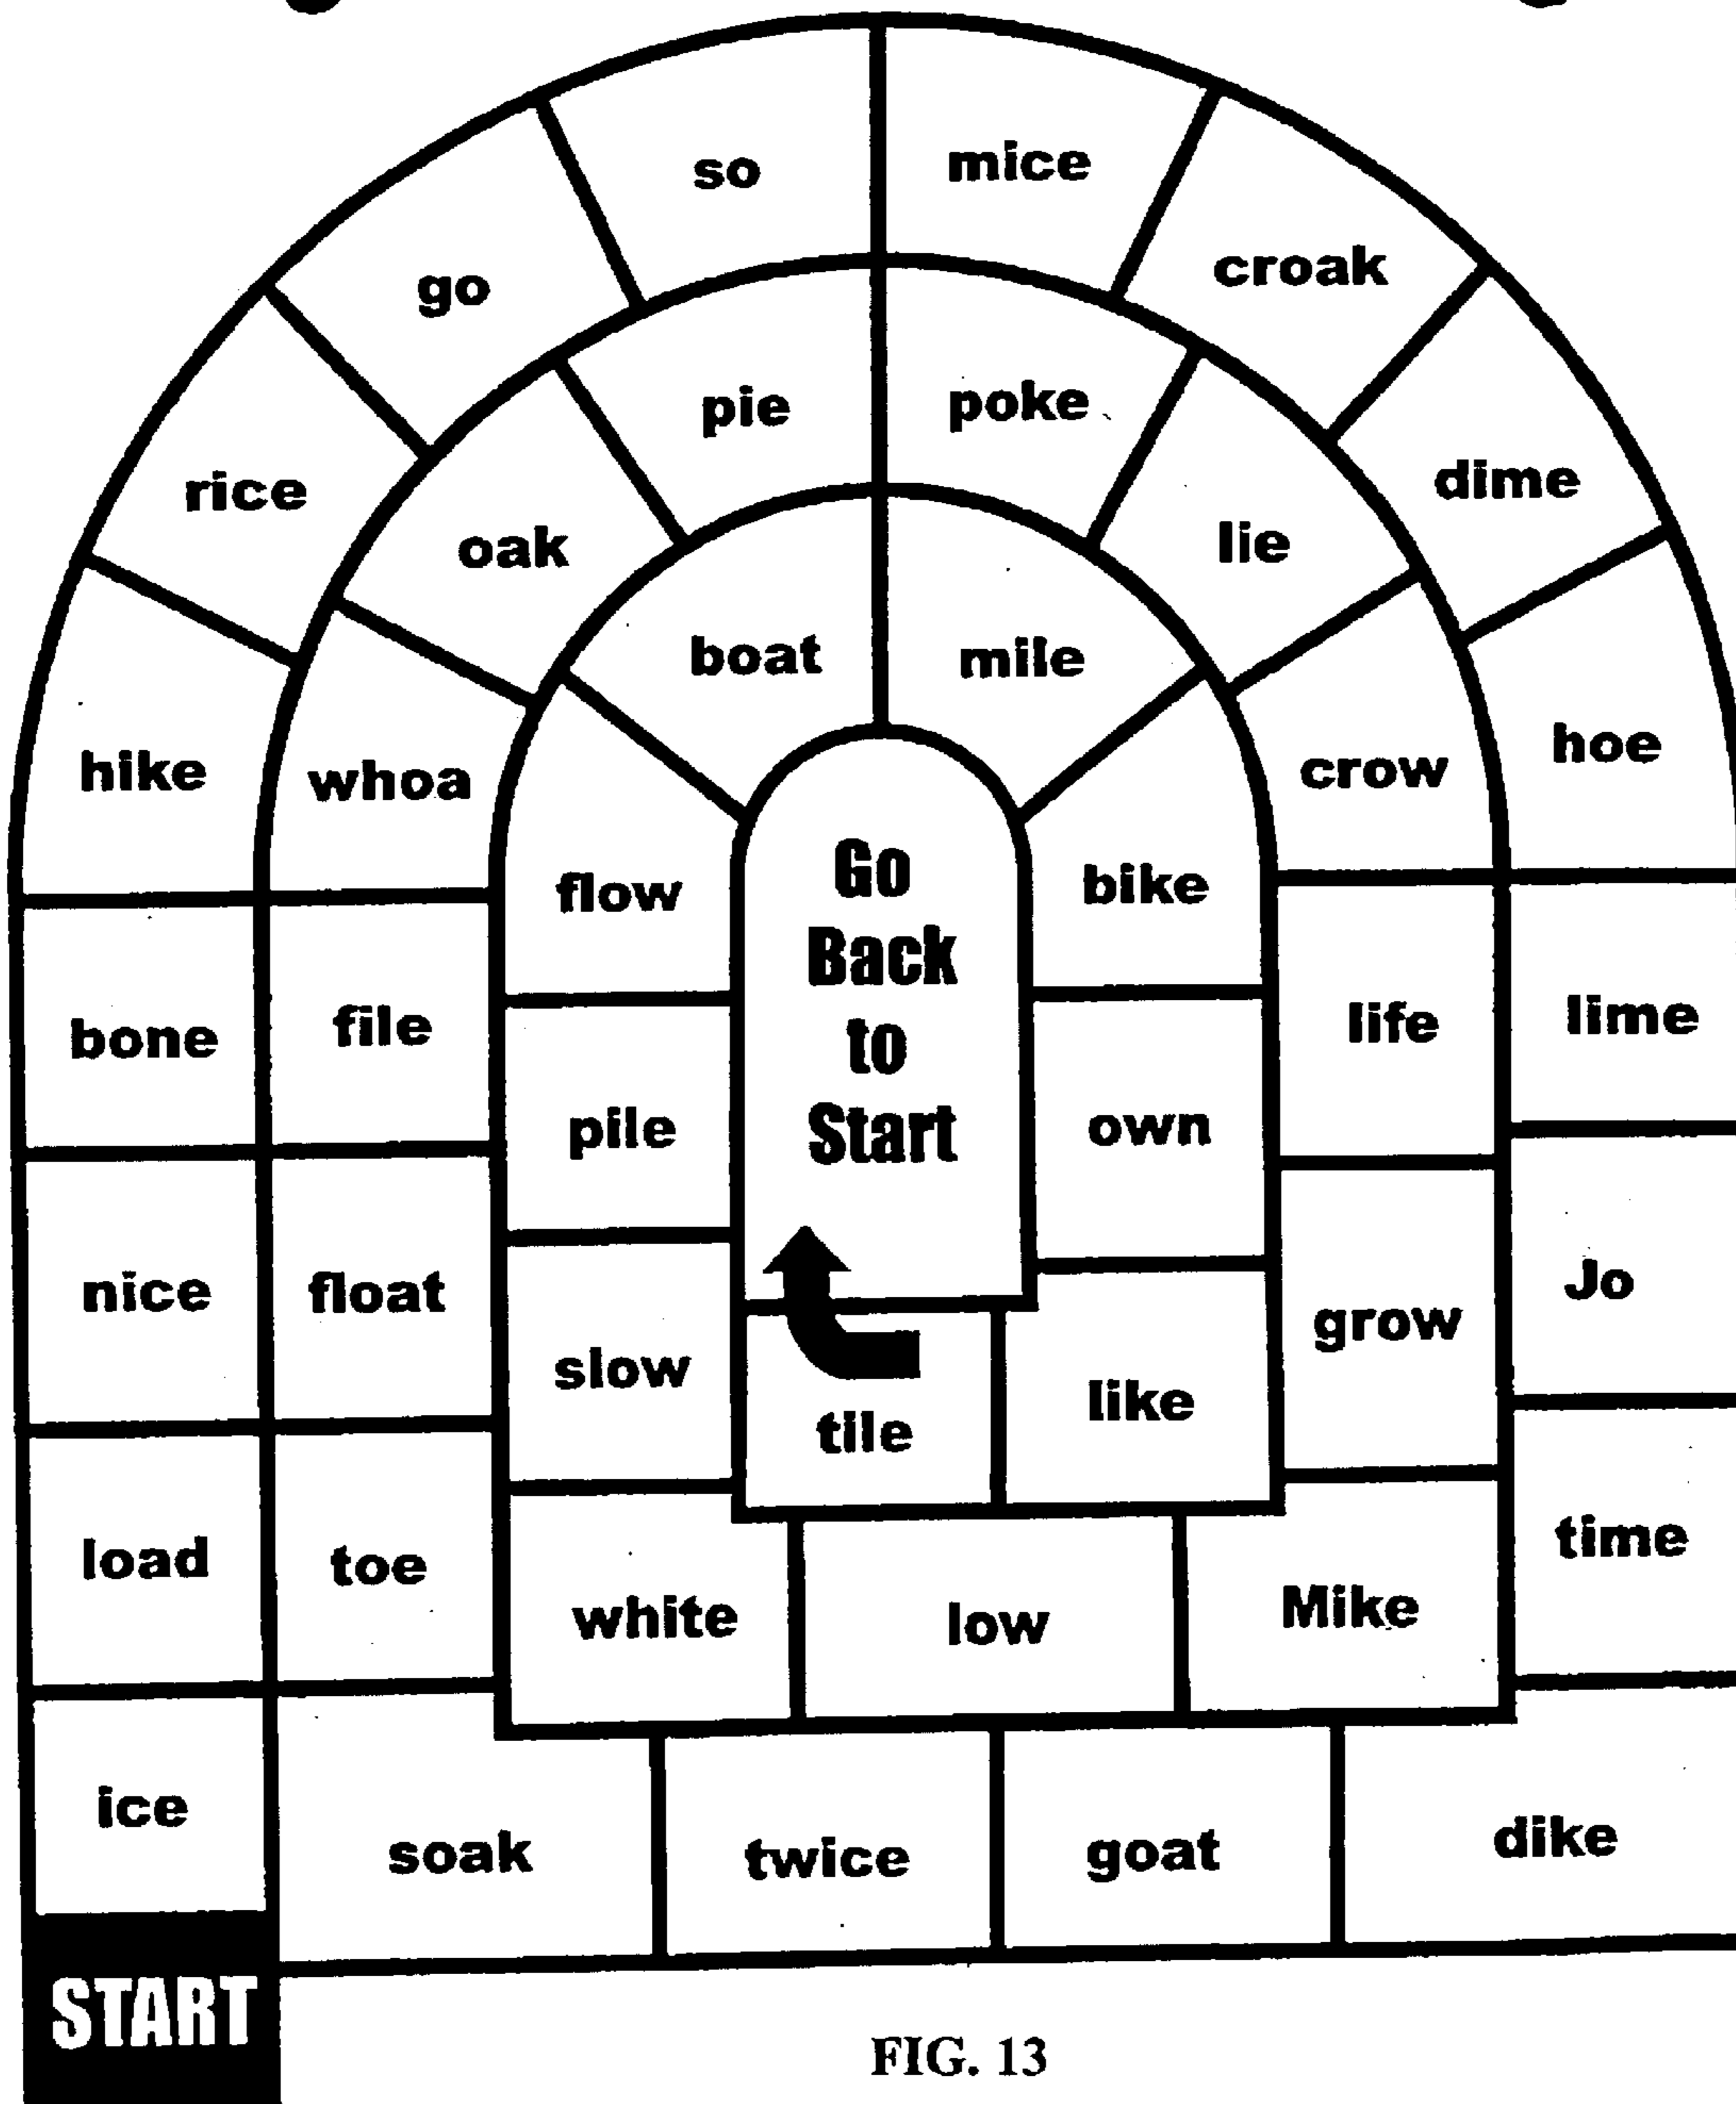 so
mice
go
croak
pie
poke
rice
dime
oak
lie
boat
mile
hike
whoa
crow
hoe
flow
Go
Back
to
Start
bike
bone
file
life
lime
pile
own
nice
float
Jo
slow
grow
tile
like
load
toe
time
white
low
Mike
ice
soak
twice
goat
dike
START
FIG. 13